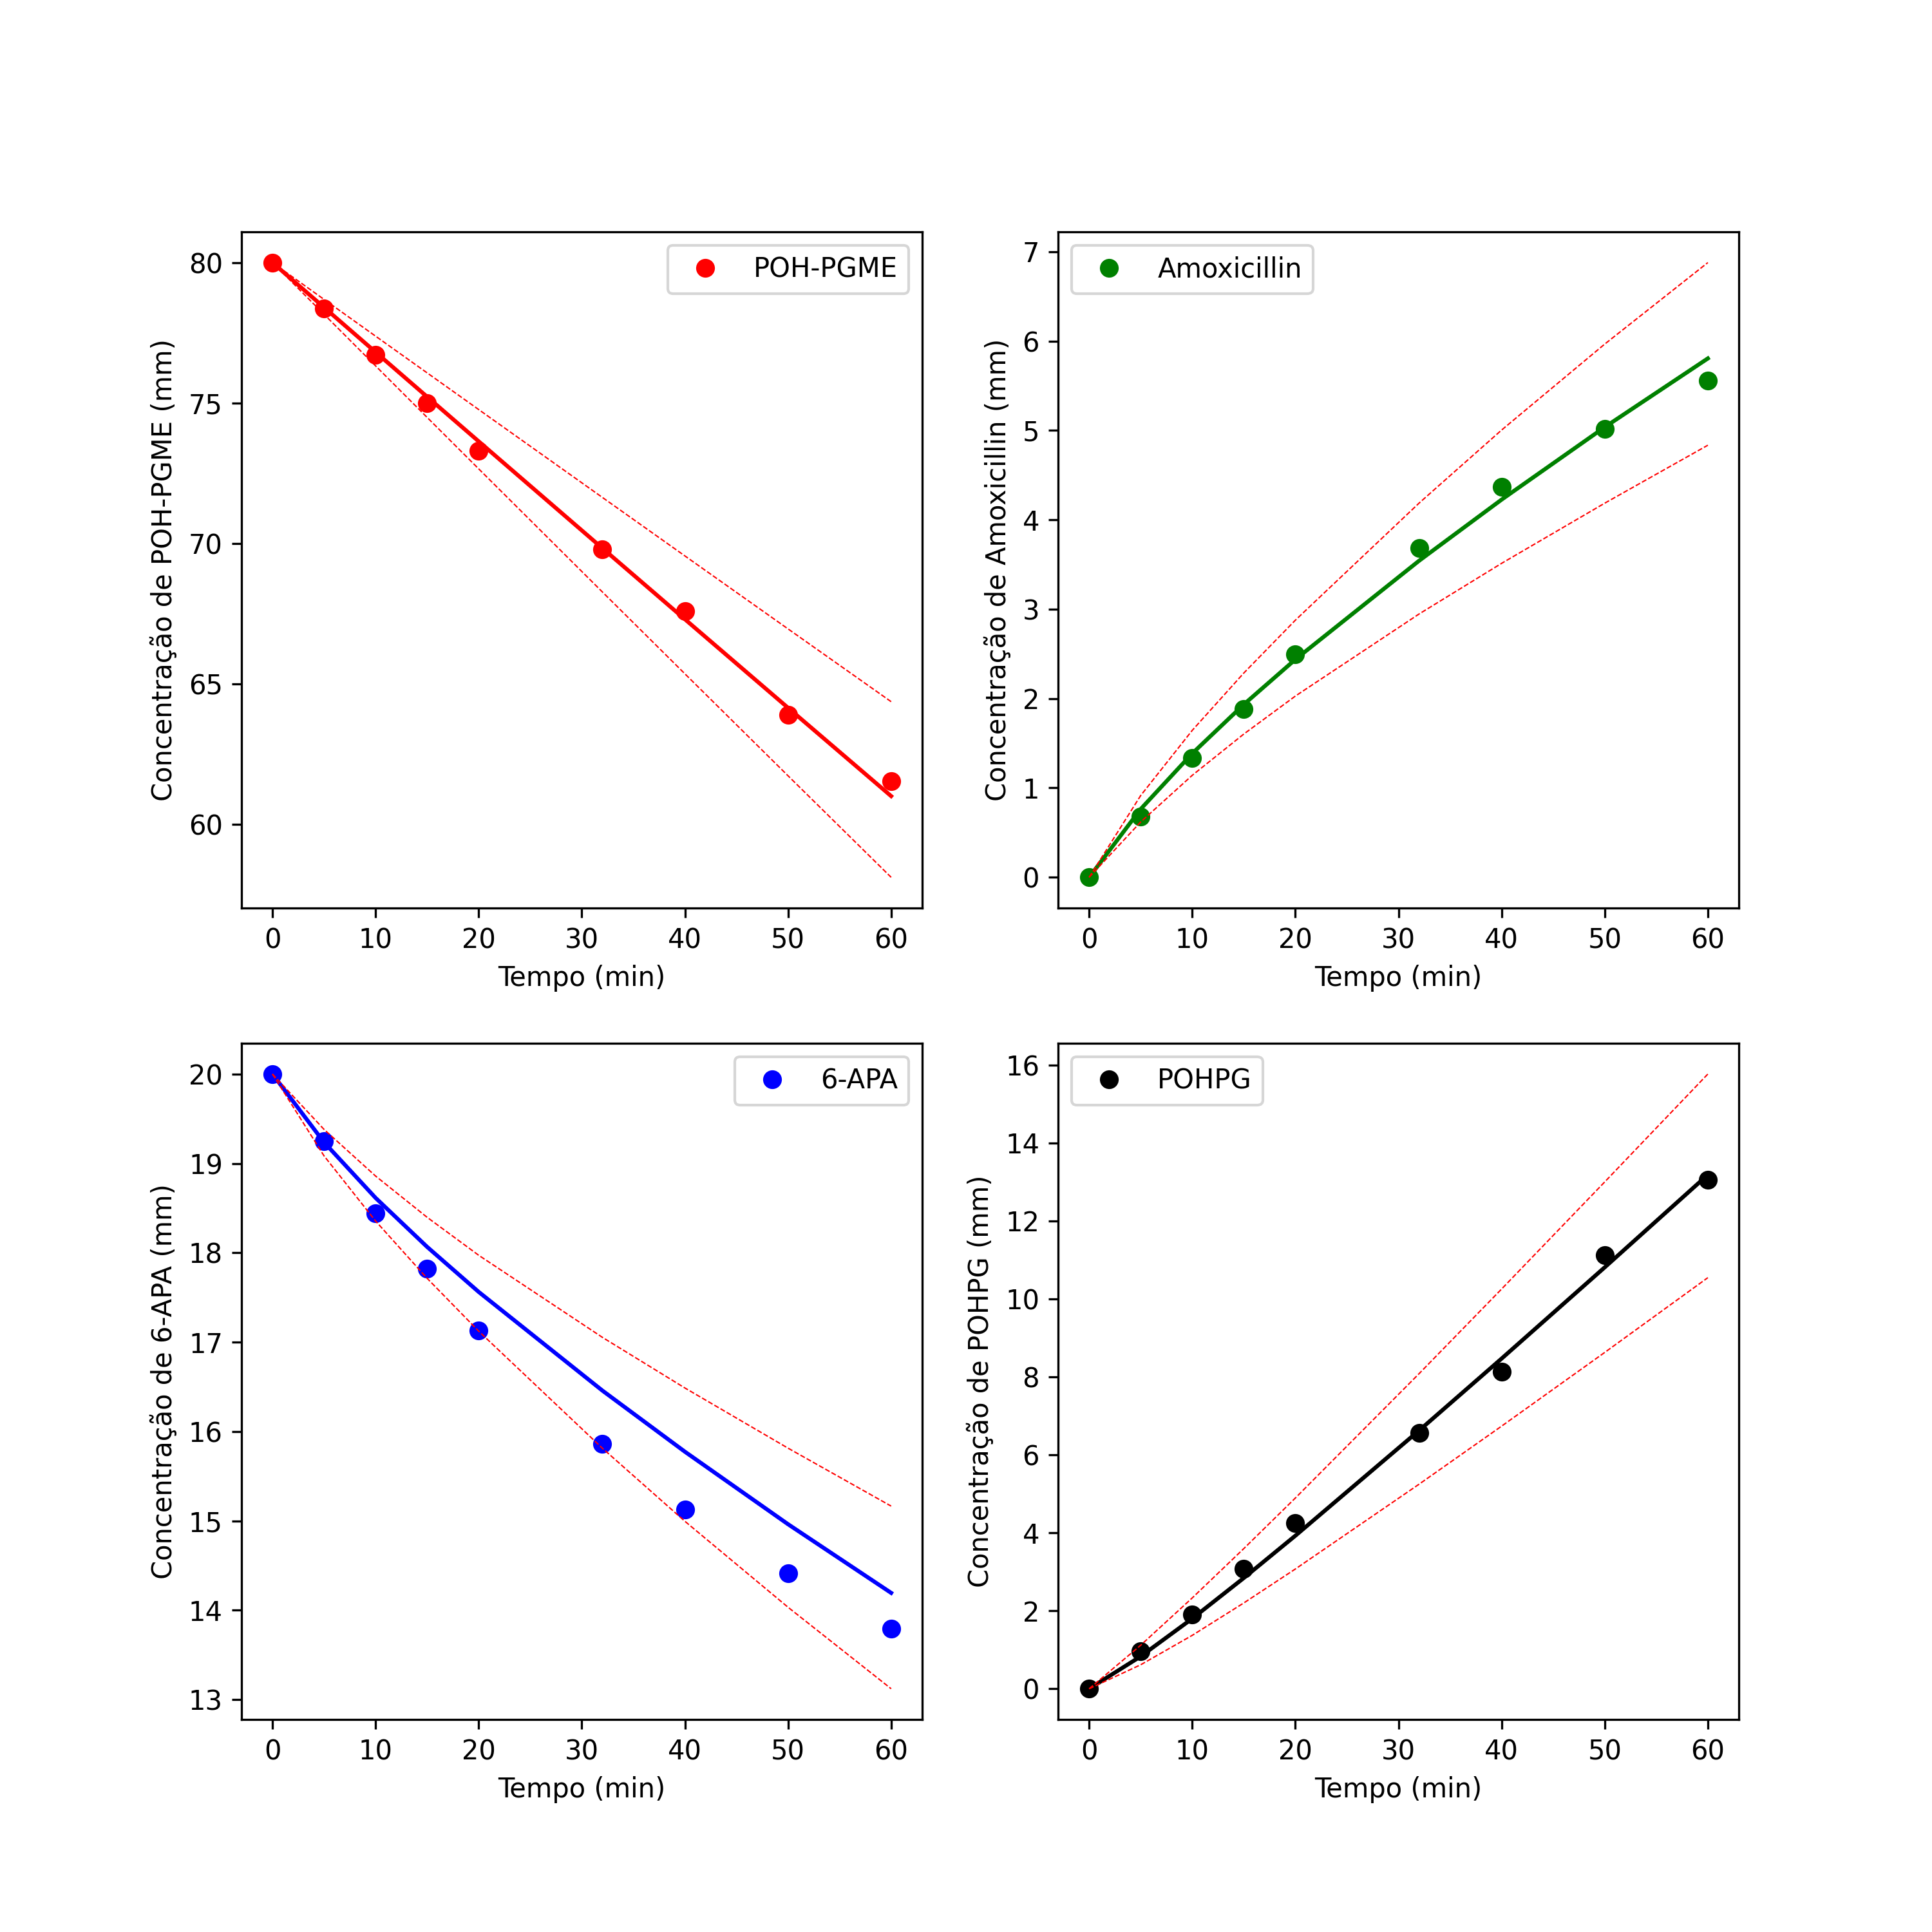 POH-PGME
Concentração de POH-PGME (mm)
80
75
70
65
60
0 10 20 30 40 50 60
Tempo (min)
Amoxicillin
Concentração de Amoxicillin (mm)
7
6
5
4
3
2
1
0
0 10 20 30 40 50 60
Tempo (min)
6-APA
Concentração de 6-APA (mm)
20
19
18
17
16
15
14
13
0 10 20 30 40 50 60
Tempo (min)
POHPG
Concentração de POHPG (mm)
16
14
12
10
8
6
4
2
0
0 10 20 30 40 50 60
Tempo (min)